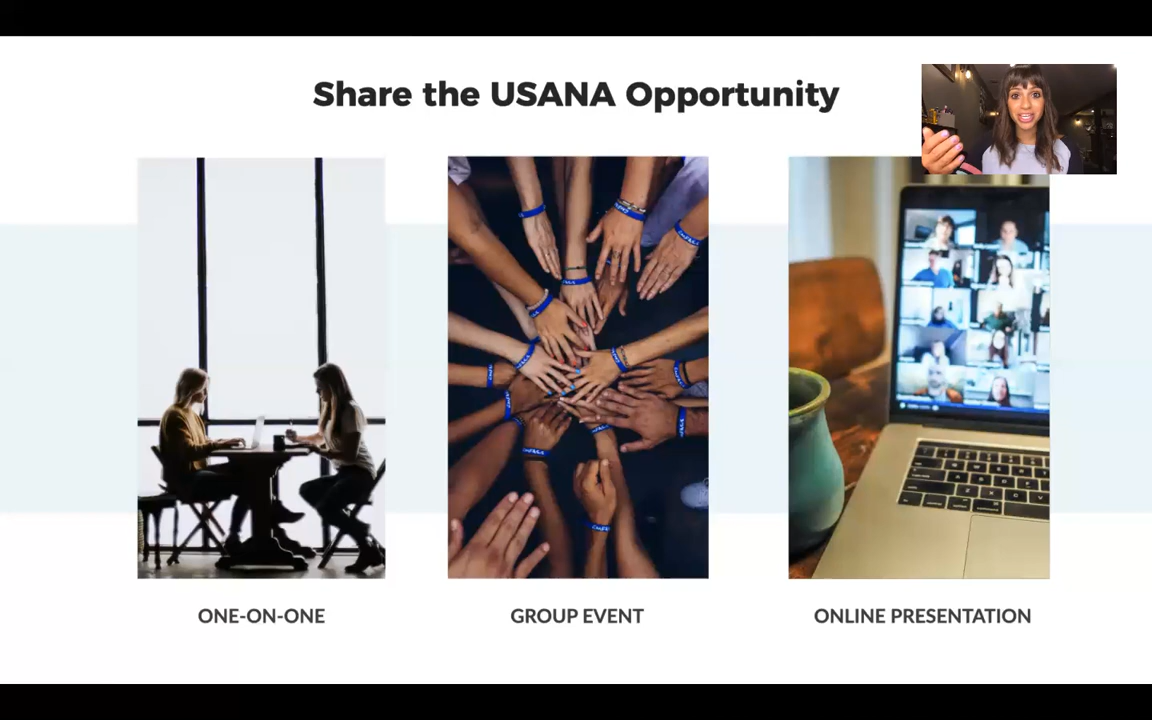 Share the USANA Opportunity
ONE-ON-ONE
GROUP EVENT
ONLINE PRESENTATION